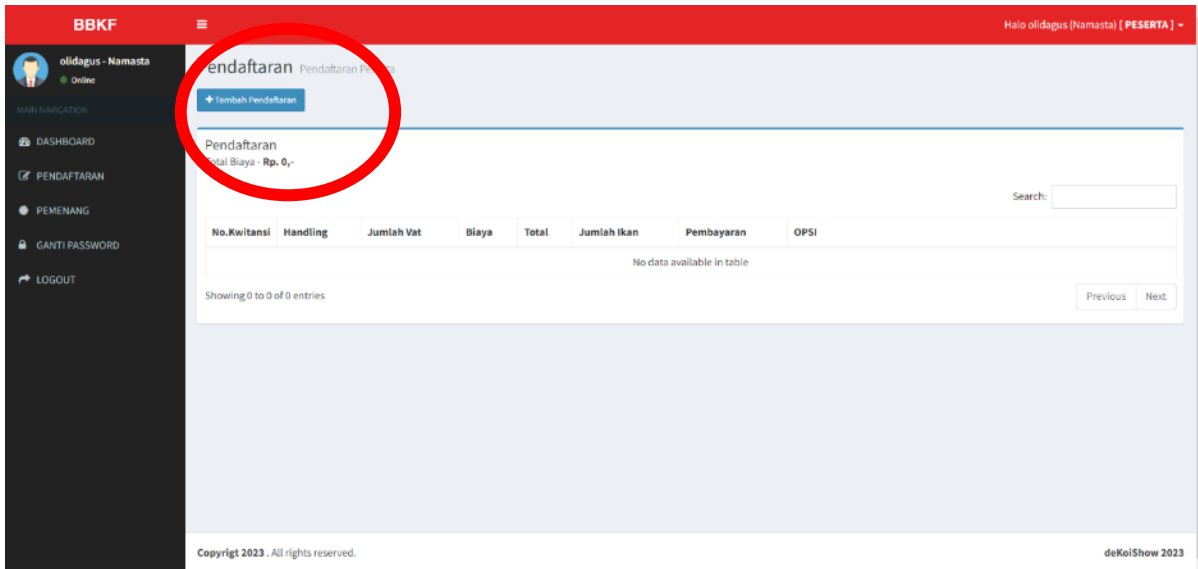 BBKF
Halo olidagus (Namasta) [ PESERTA ]
olidagus - Namasta
Online
MAIN NAVIGATION
DASHBOARD
PENDAFTARAN
PEMENANG
GANTI PASSWORD
LOGOUT
endaftaran Pendaftaran
+ Tambah Pendaftaran
Pendaftaran
Total Biaya - Rp. 0,-
Search:
No.Kwitansi Handling Jumlah Vat Biaya Total Jumlah Ikan Pembayaran OPSI
No data available in table
Showing 0 to 0 of 0 entries
Previous Next
Copyrigt 2023 . All rights reserved.
deKoiShow 2023